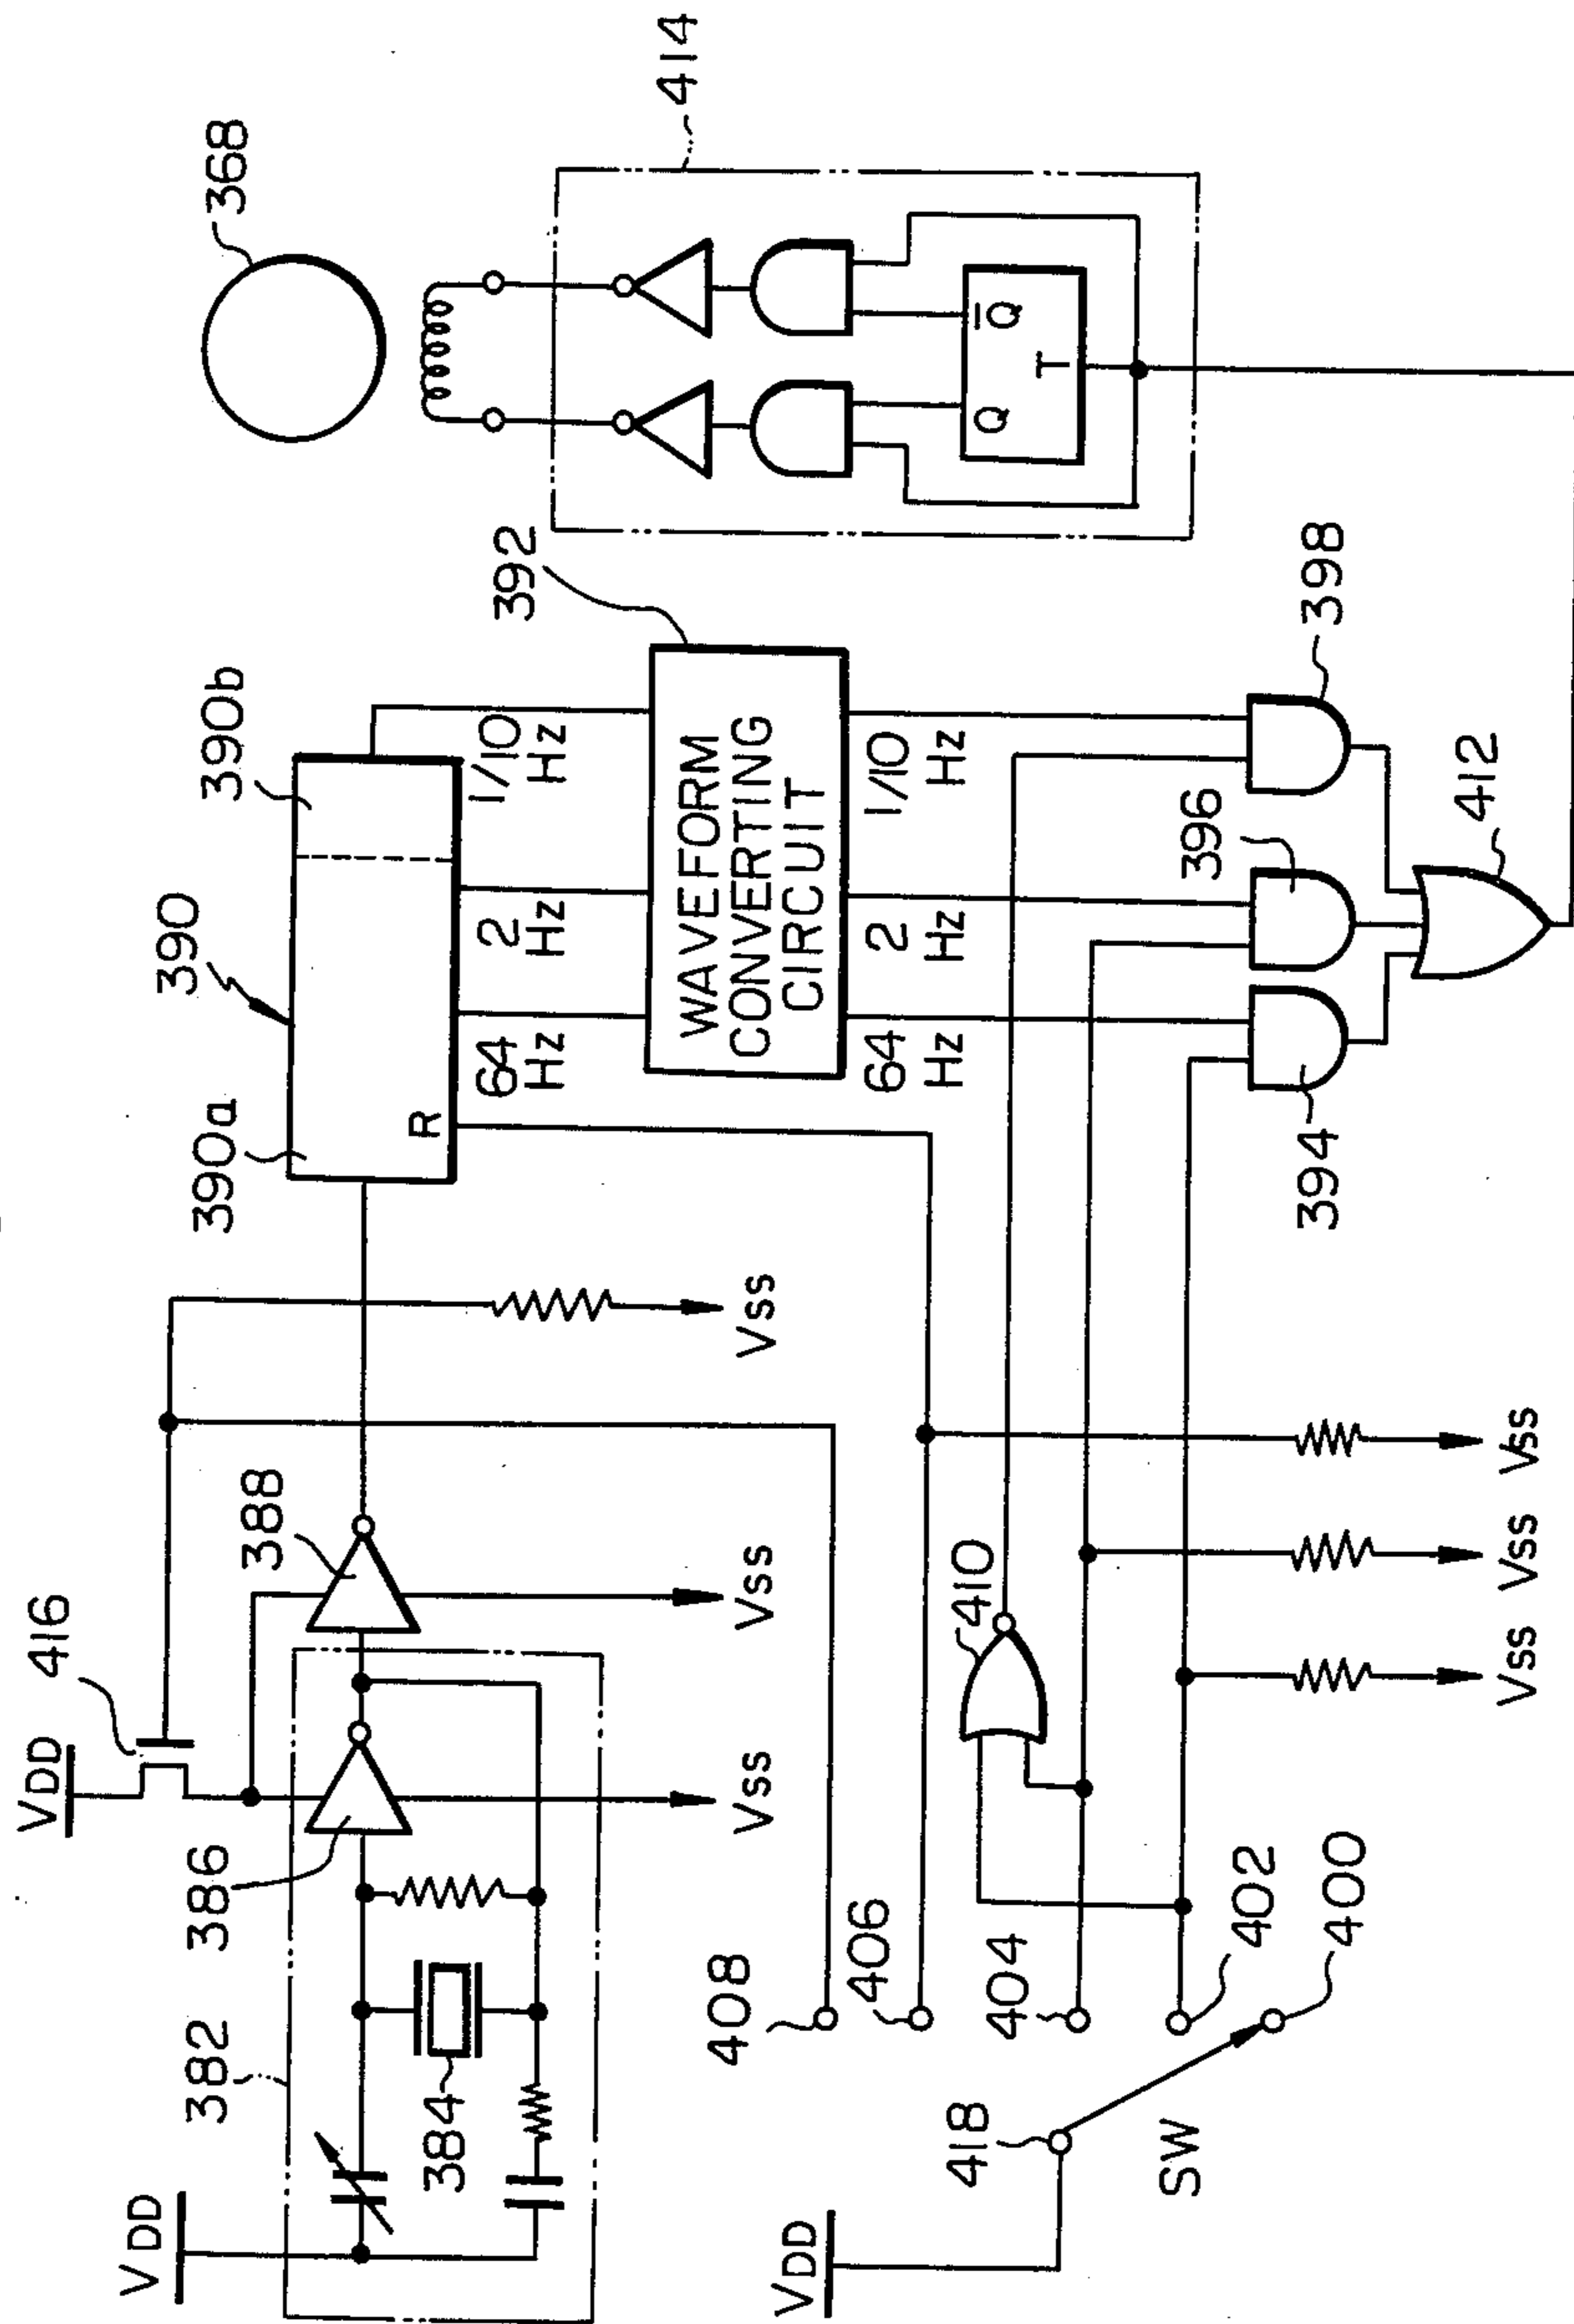 414
368
392
398
390b
1/10
Hz
1/10
Hz
396
412
390
2
Hz
WAVEFORM
CONVERTING
CIRCUIT
2
Hz
64
Hz
64
Hz
390a
R
394
Q
Q̄
T
416
VDD
388
Vss
386
Vss
Vss
382
384
VDD
410
Vss
Vss
Vss
408
406
404
402
400
418
SW
VDD